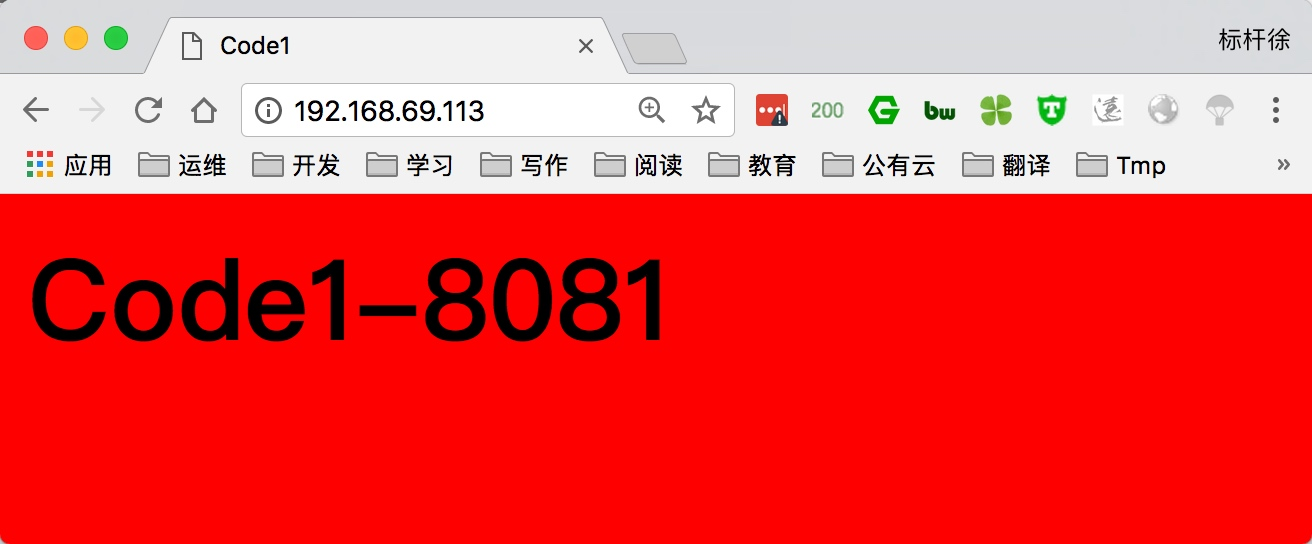 Code1
标杆徐
192.168.69.113
200
bw
T
应用 运维 开发 学习 写作 阅读 教育 公有云 翻译 Tmp »
Code1-8081